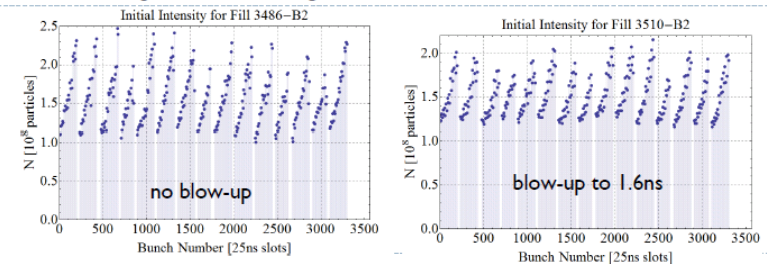 Initial Intensity for Fill 3486−B2
2.5
2.0
1.5
1.0
0.5
0.0
N [10⁸ particles]
no blow-up
0 500 1000 1500 2000 2500 3000 3500
Bunch Number [25ns slots]
Initial Intensity for Fill 3510−B2
2.0
1.5
1.0
0.5
0.0
N [10⁸ particles]
blow-up to 1.6ns
0 500 1000 1500 2000 2500 3000 3500
Bunch Number [25ns slots]